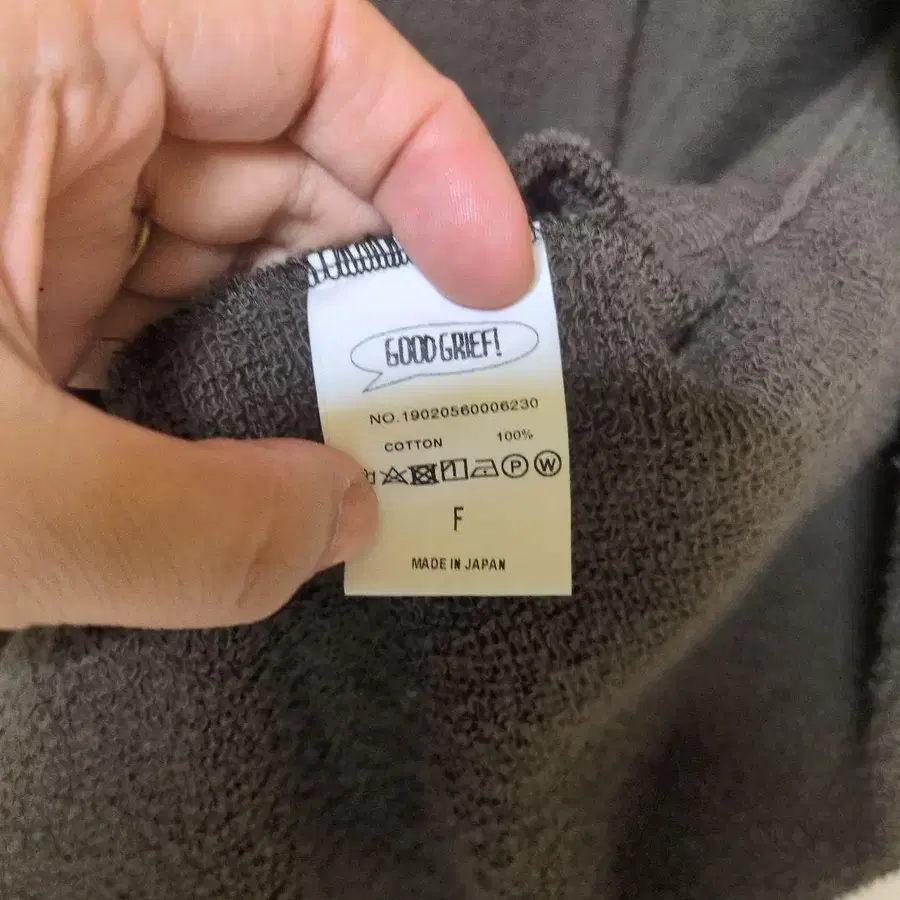 GOOD GRIEF!
NO.19020560006230
COTTON 100%
P W
F
MADE IN JAPAN